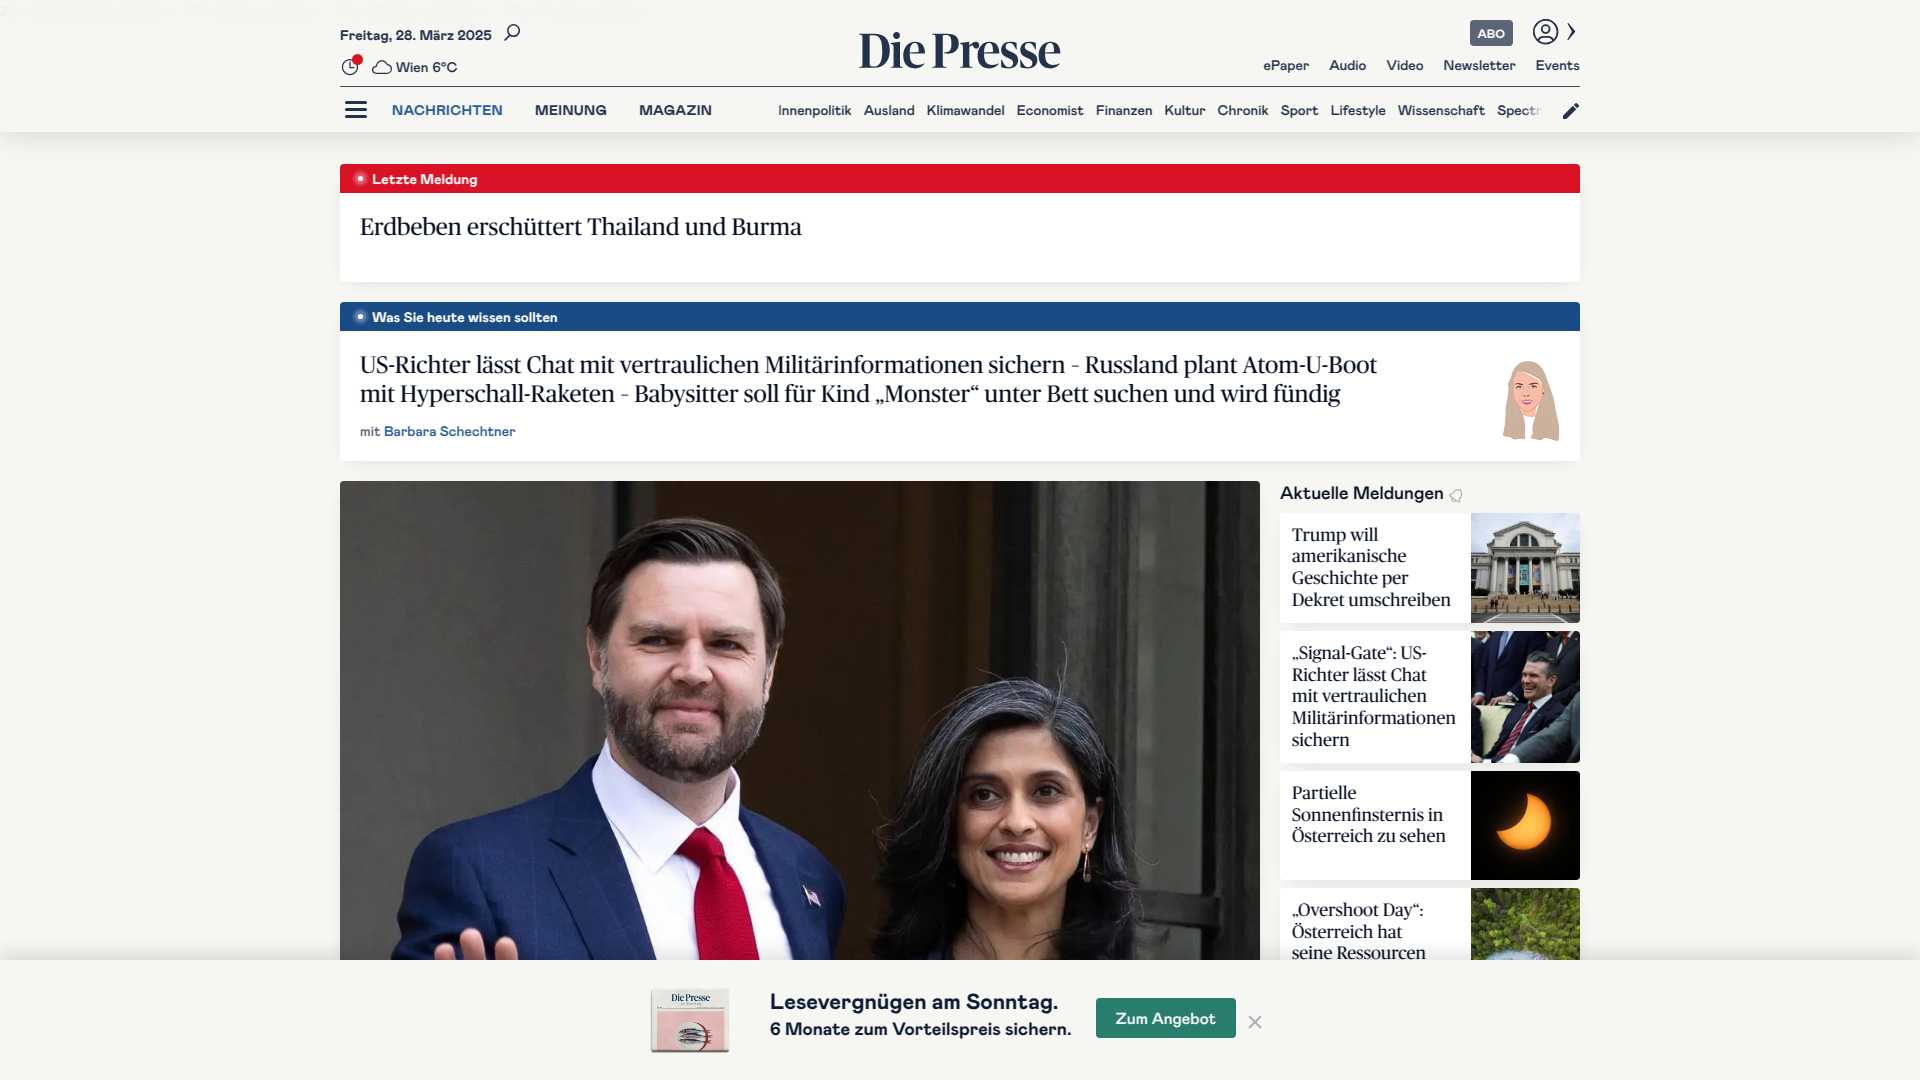 Freitag, 28. März 2025
Die Presse
ABO
Wien 6°C
ePaper Audio Video Newsletter Events
NACHRICHTEN MEINUNG MAGAZIN
Innenpolitik Ausland Klimawandel Economist Finanzen Kultur Chronik Sport Lifestyle Wissenschaft Spectr
Letzte Meldung
Erdbeben erschüttert Thailand und Burma
Was Sie heute wissen sollten
US-Richter lässt Chat mit vertraulichen Militärinformationen sichern – Russland plant Atom-U-Boot
mit Hyperschall-Raketen – Babysitter soll für Kind „Monster“ unter Bett suchen und wird fündig
mit Barbara Schechtner
Aktuelle Meldungen
Trump will
amerikanische
Geschichte per
Dekret umschreiben
„Signal-Gate“: US-
Richter lässt Chat
mit vertraulichen
Militärinformationen
sichern
Partielle
Sonnenfinsternis in
Österreich zu sehen
„Overshoot Day“:
Österreich hat
seine Ressourcen
Die Presse
Lesevergnügen am Sonntag.
6 Monate zum Vorteilspreis sichern.
Zum Angebot